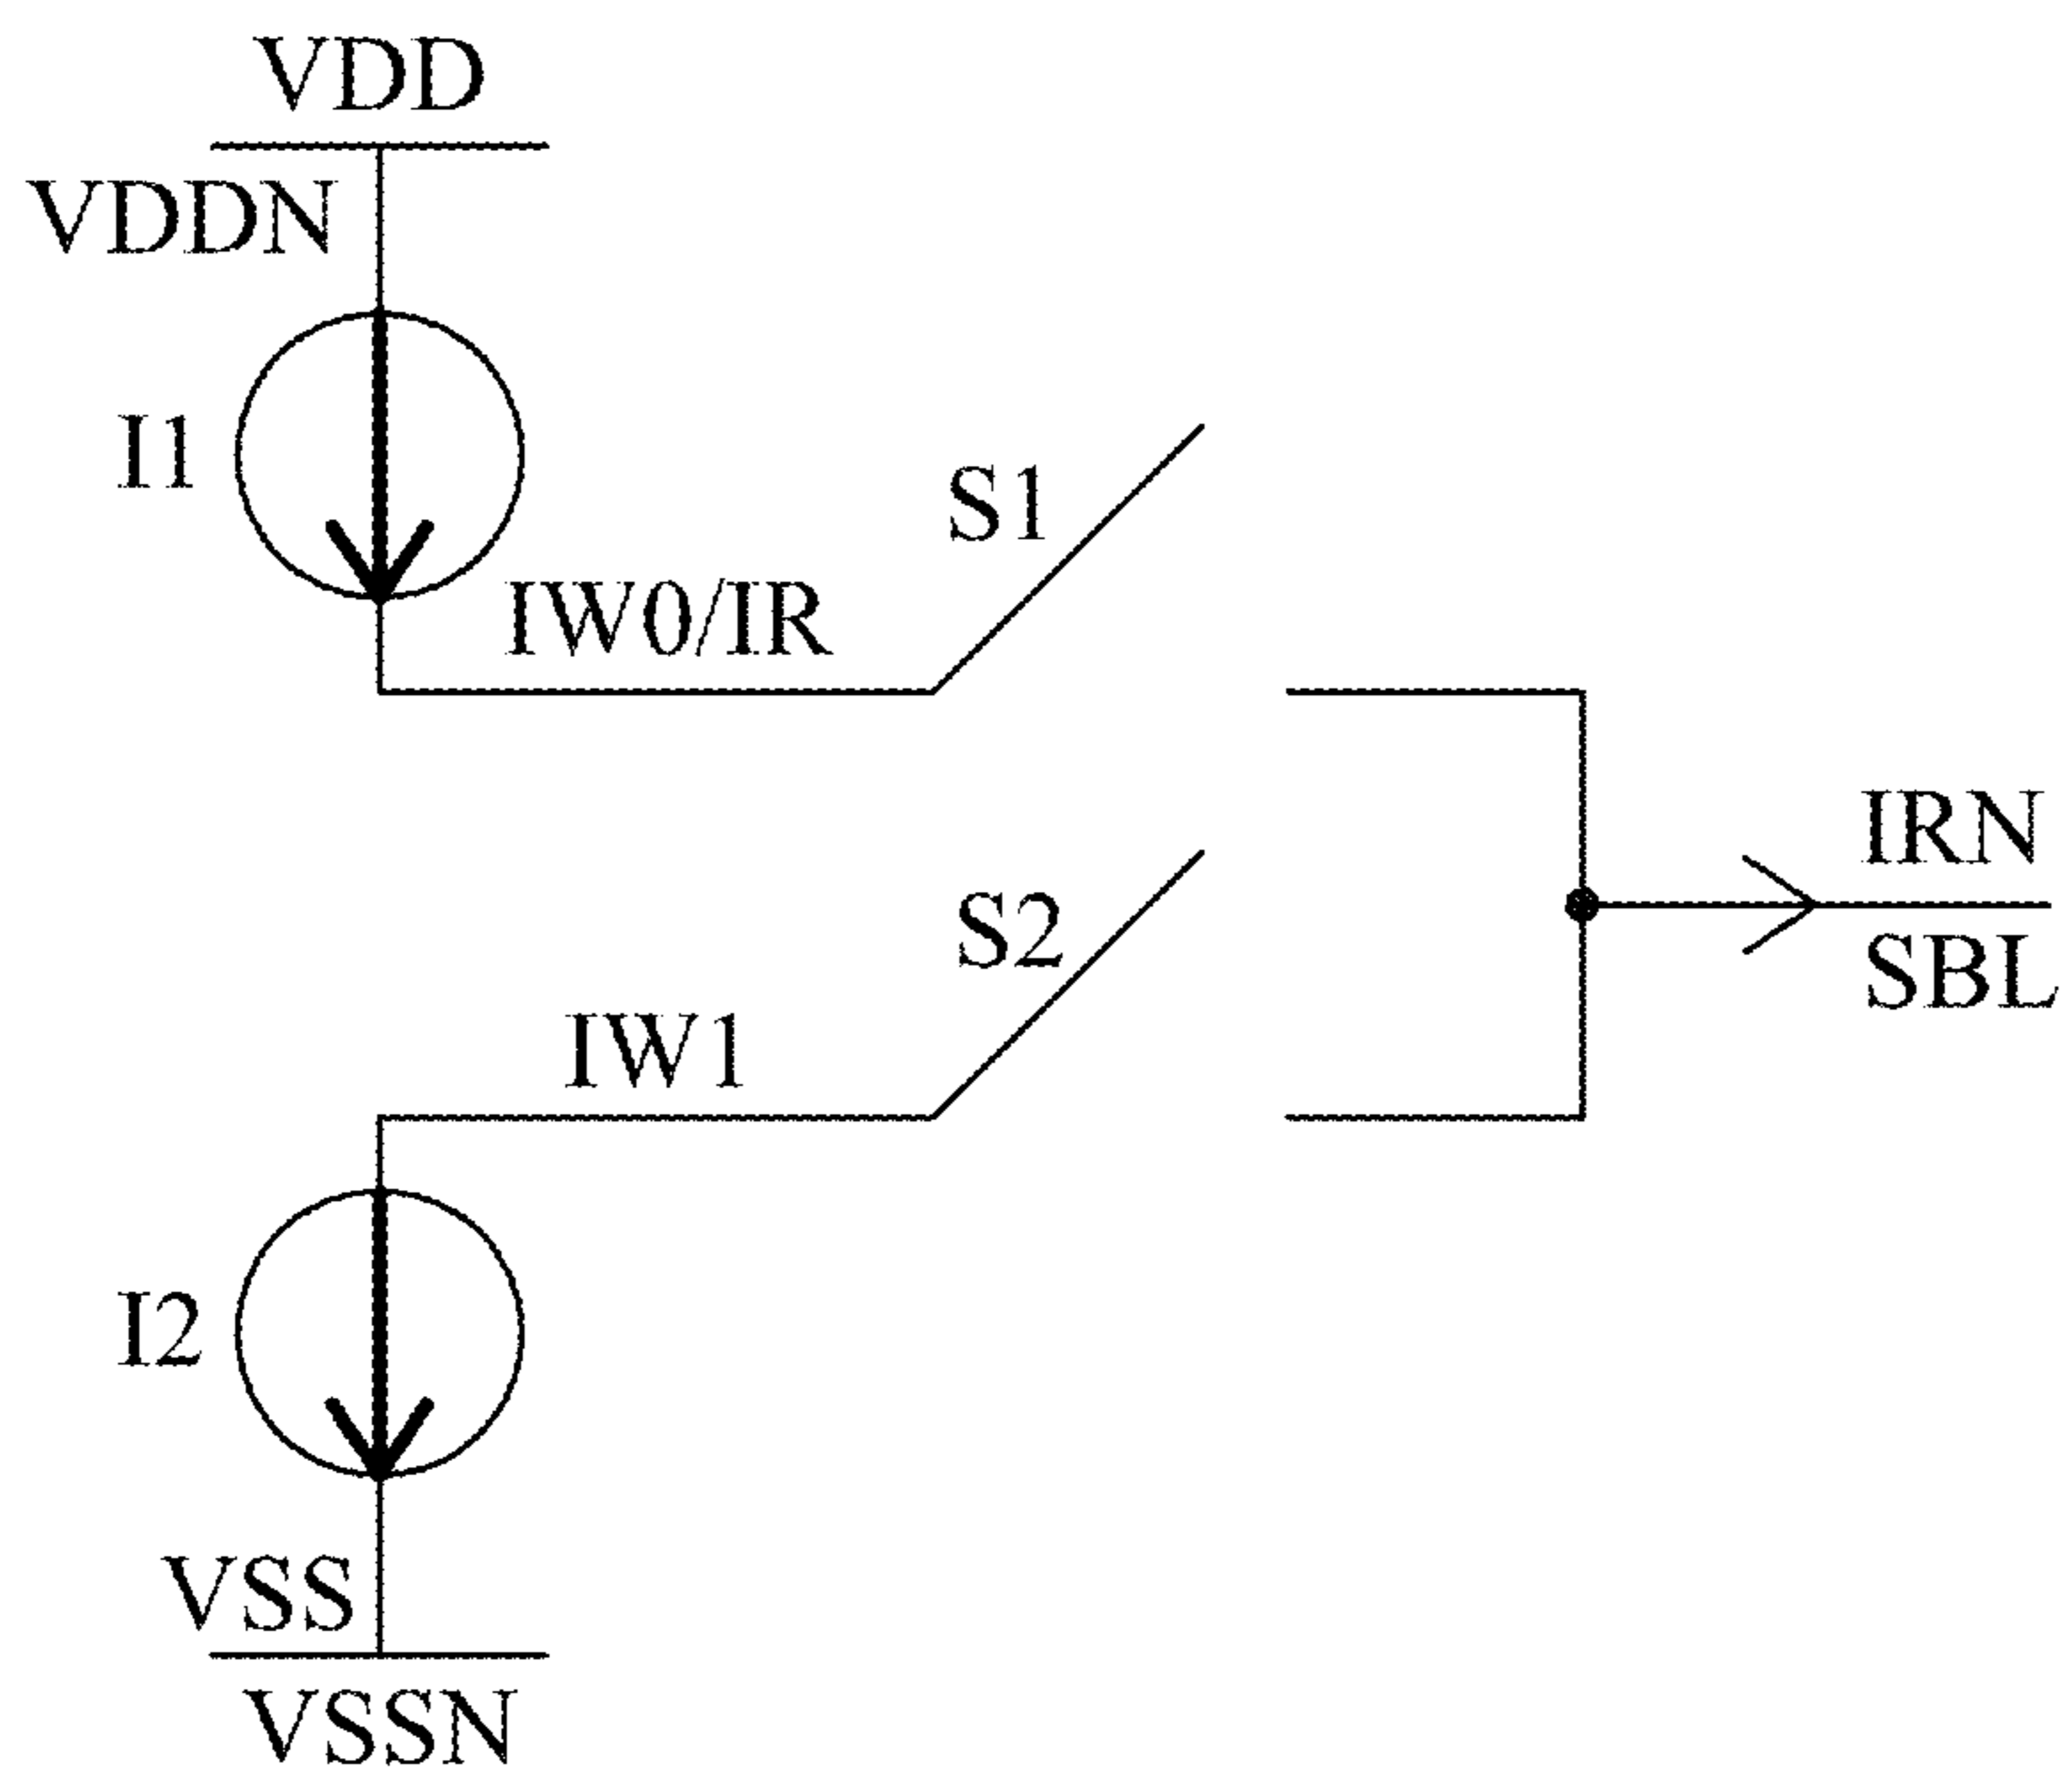 VDD
VDDN
I1
S1
IW0/IR
IRN
S2
SBL
IW1
I2
VSS
VSSN